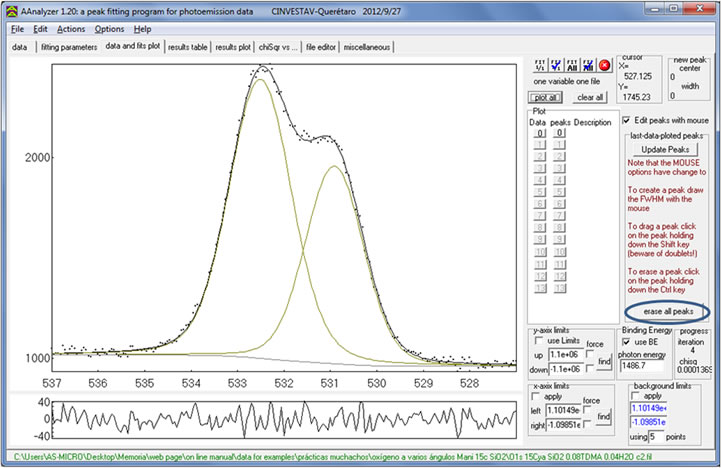 AAnalyzer 1.20: a peak fitting program for photoemission data CINVESTAV-Querétaro 2012/9/27
File Edit Actions Options Help
data fitting parameters data and fits plot results table results plot chiSqr vs ... file editor miscellaneous
FIT FIT FIT FIT
All
one variable one file
plot all clear all
cursor
X=
527.125
Y=
1745.23
new peak
center
0
width
0
Plot
Data peaks Description
0 0
1 1
2 2
3 3
4 4
5 5
6 6
7 7
8 8
9 9
10 10
11 11
12 12
13 13
Edit peaks with mouse
last-data-ploted peaks
Update Peaks
Note that the MOUSE
options have change to
To create a peak draw
the FWHM with the
mouse
To drag a peak click
on the peak holding
down the Shift key
(beware of doublets!)
To erase a peak click
on the peak holding
down the Ctrl key
erase all peaks
2000
1000
537 536 535 534 533 532 531 530 529 528
40
0
-40
y-axis limits
use Limits
force
up 1.1e+06
down -1.1e+06
find
Binding Energy
use BE
photon energy
1486.7
progress
iteration
4
chisq
0.0001369
x-axis limits
apply
force
left 1.10149e+
right -1.09851e
find
background limits
apply
1.10149e+
-1.09851e
using 5 points
C:\Users\AS-MICRO\Desktop\Memoria\web page\on line manual\data for examples\prácticas muchachos\oxígeno a varios ángulos Mani 15c SiO2\O1s 15Cya SiO2 0.08TDMA 0.04H2O c2.fil